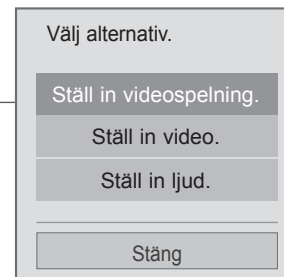 Välj alternativ.
Ställ in videospelning.
Ställ in video.
Ställ in ljud.
Stäng